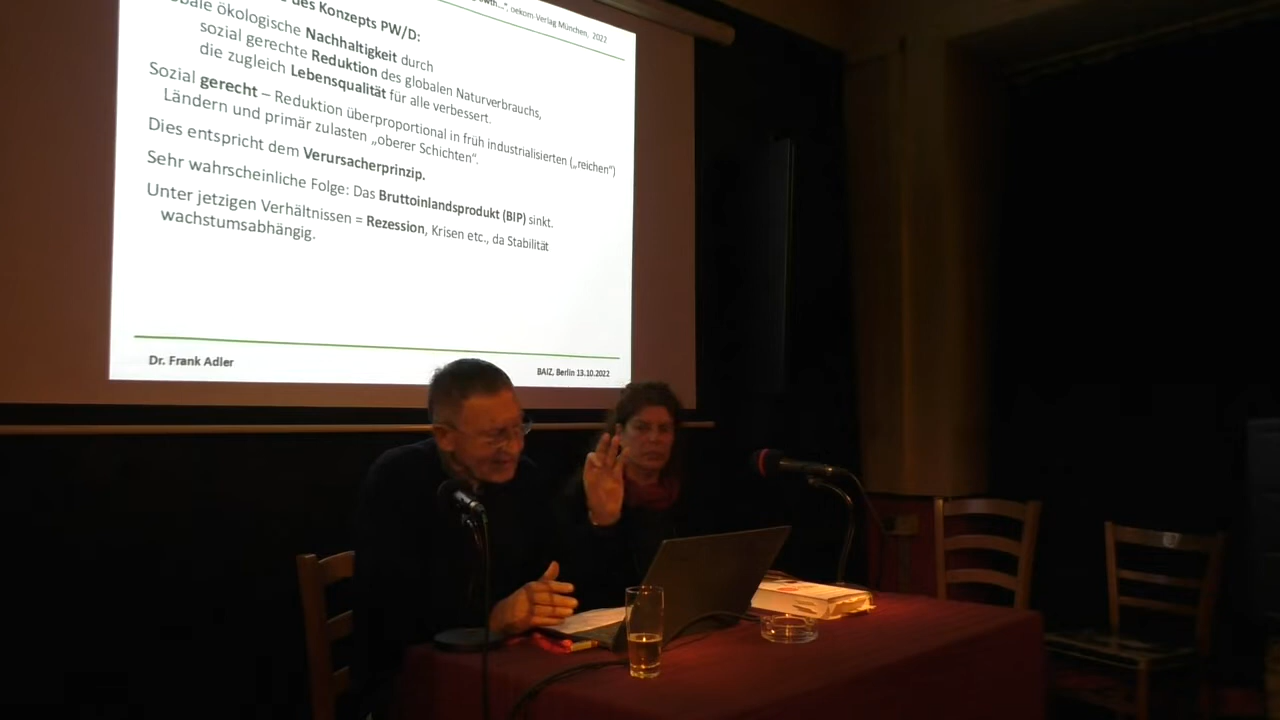 des Konzepts PW/D:
owth...", oekom Verlag München, 2022
ökologische Nachhaltigkeit durch
sozial gerechte Reduktion des globalen Naturverbrauchs,
die zugleich Lebensqualität für alle verbessert.
Sozial gerecht – Reduktion überproportional in früh industrialisierten („reichen")
Ländern und primär zulasten „oberer Schichten".
Dies entspricht dem Verursacherprinzip.
Sehr wahrscheinliche Folge: Das Bruttoinlandsprodukt (BIP) sinkt.
Unter jetzigen Verhältnissen = Rezession, Krisen etc., da Stabilität
wachstumsabhängig.
Dr. Frank Adler
BAIZ, Berlin 13.10.2022